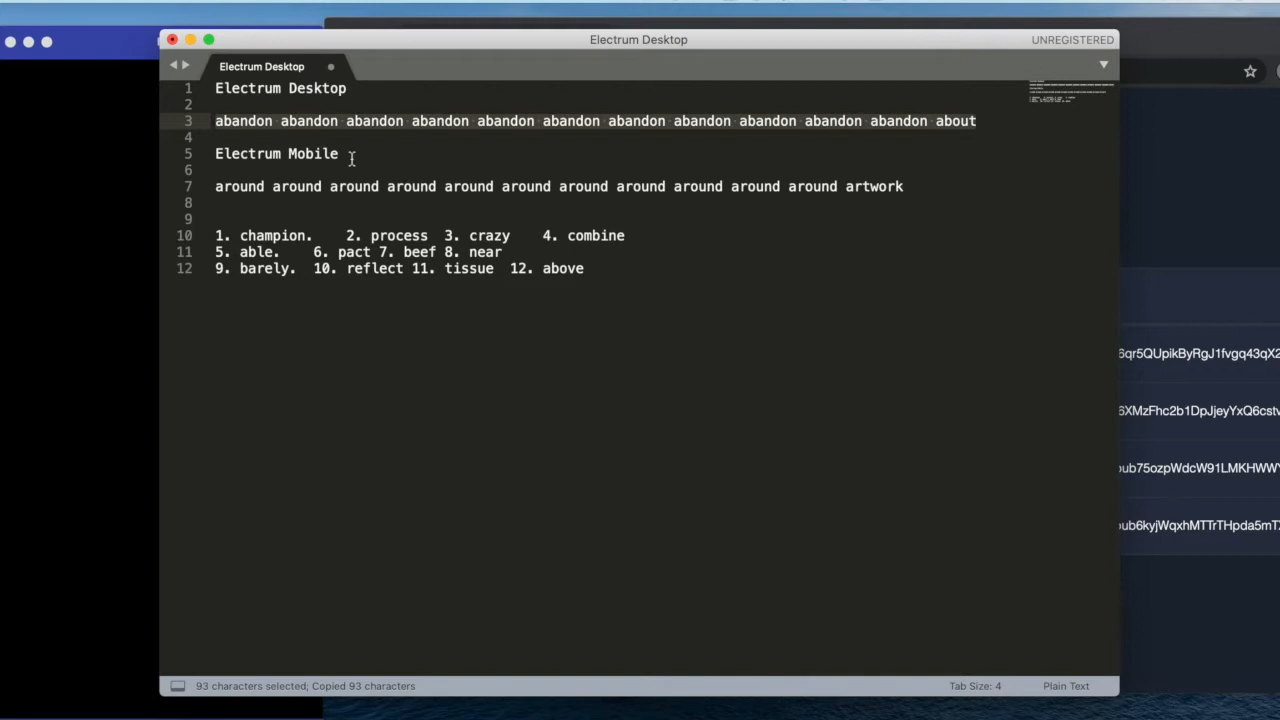 Electrum Desktop
UNREGISTERED
Electrum Desktop
1 Electrum Desktop
2
3 abandon abandon abandon abandon abandon abandon abandon abandon abandon abandon abandon about
4
5 Electrum Mobile
6
7 around around around around around around around around around around around artwork
8
9
10 1. champion. 2. process 3. crazy 4. combine
11 5. able. 6. pact 7. beef 8. near
12 9. barely. 10. reflect 11. tissue 12. above
6qr5QUpikByRgJ1fvgq43qX2
6XMzFhc2b1DpJjeyYxQ6cstv
pub75ozpWdcW91LMKHWWY
pub6kyjWqxhMTTrTHpda5mTZ
93 characters selected; Copied 93 characters
Tab Size: 4
Plain Text